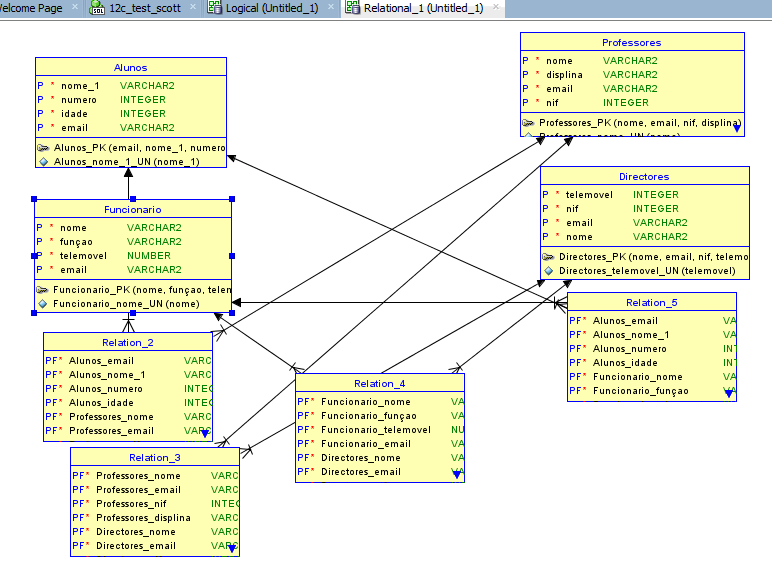 Welcome Page
12c_test_scott
Logical (Untitled_1)
Relational_1 (Untitled_1)
Alunos
P * nome_1 VARCHAR2
P * numero INTEGER
P * idade INTEGER
P * email VARCHAR2
Alunos_PK (email, nome_1, numero
Alunos_nome_1_UN (nome_1)
Professores
P * nome VARCHAR2
P * displina VARCHAR2
P * email VARCHAR2
P * nif INTEGER
Professores_PK (nome, email, nif, displina)
Professores_nome_UN (nome)
Directores
P * telemovel INTEGER
P * nif INTEGER
P * email VARCHAR2
P * nome VARCHAR2
Directores_PK (nome, email, nif, telemo
Directores_telemovel_UN (telemovel)
Funcionario
P * nome VARCHAR2
P * funçao VARCHAR2
P * telemovel NUMBER
P * email VARCHAR2
Funcionario_PK (nome, funçao, telen
Funcionario_nome_UN (nome)
Relation_5
PF* Alunos_email VA
PF* Alunos_nome_1 VA
PF* Alunos_numero INT
PF* Alunos_idade INT
PF* Funcionario_nome VA
PF* Funcionario_funçao VA
Relation_2
PF* Alunos_email VARC
PF* Alunos_nome_1 VARC
PF* Alunos_numero INTEG
PF* Alunos_idade INTEG
PF* Professores_nome VARC
PF* Professores_email VARC
Relation_4
PF* Funcionario_nome VA
PF* Funcionario_funçao VA
PF* Funcionario_telemovel NU
PF* Funcionario_email VA
PF* Directores_nome VA
PF* Directores_email VA
Relation_3
PF* Professores_nome VARC
PF* Professores_email VARC
PF* Professores_nif INTEG
PF* Professores_displina VARC
PF* Directores_nome VARC
PF* Directores_email VARC